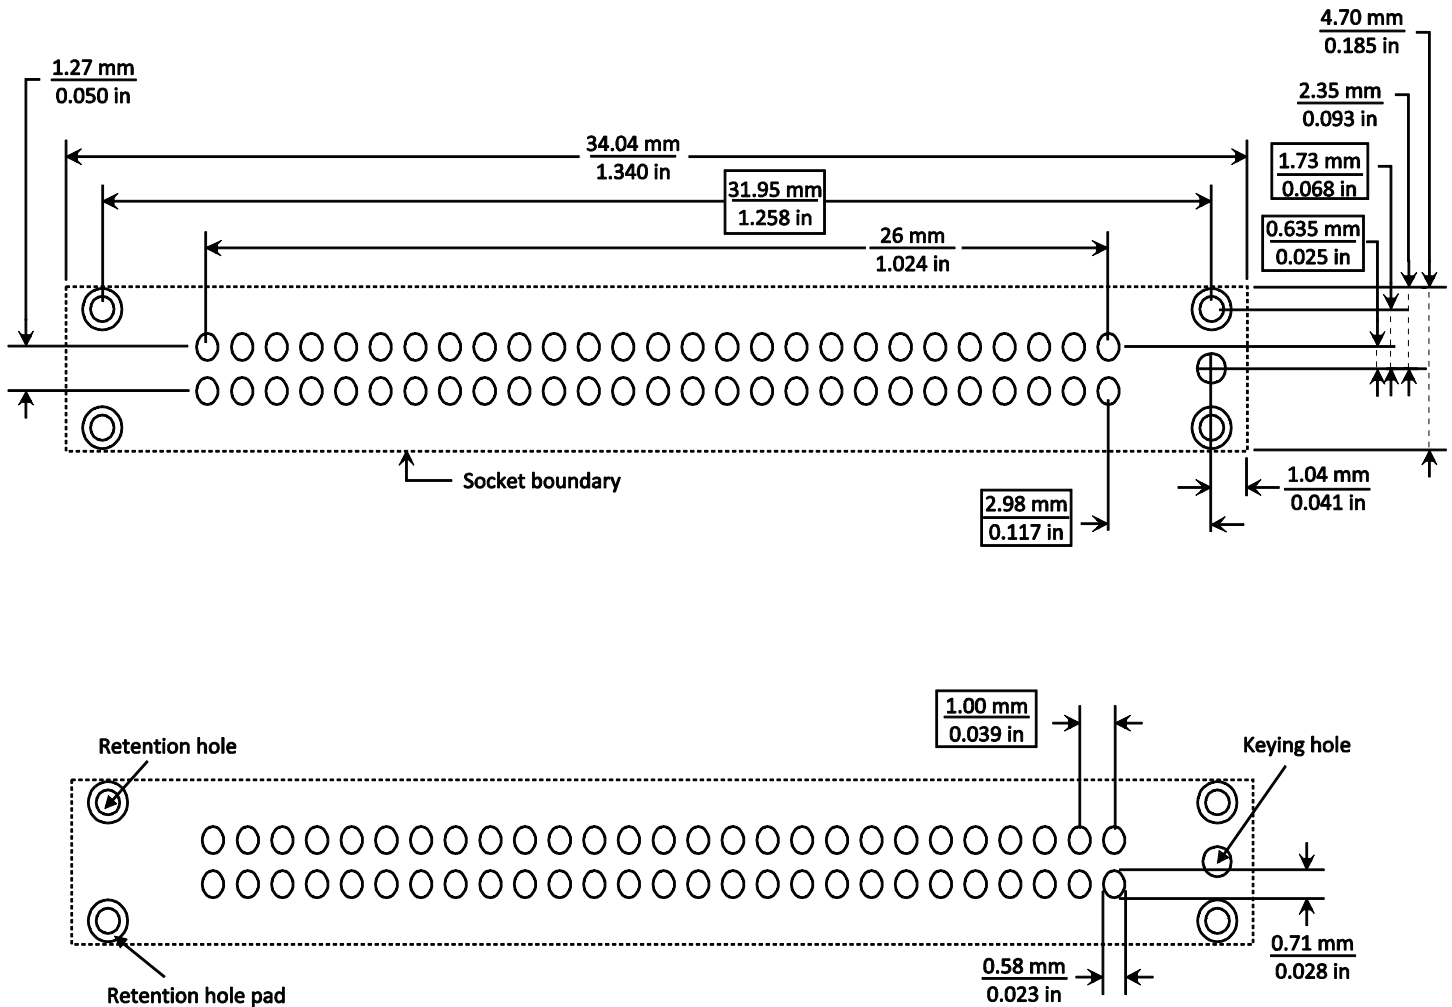 4.70 mm
0.185 in
1.27 mm
0.050 in
2.35 mm
0.093 in
34.04 mm
1.340 in
1.73 mm
0.068 in
31.95 mm
1.258 in
0.635 mm
0.025 in
26 mm
1.024 in
Socket boundary
1.04 mm
0.041 in
2.98 mm
0.117 in
1.00 mm
0.039 in
Retention hole
Keying hole
0.71 mm
0.028 in
0.58 mm
0.023 in
Retention hole pad